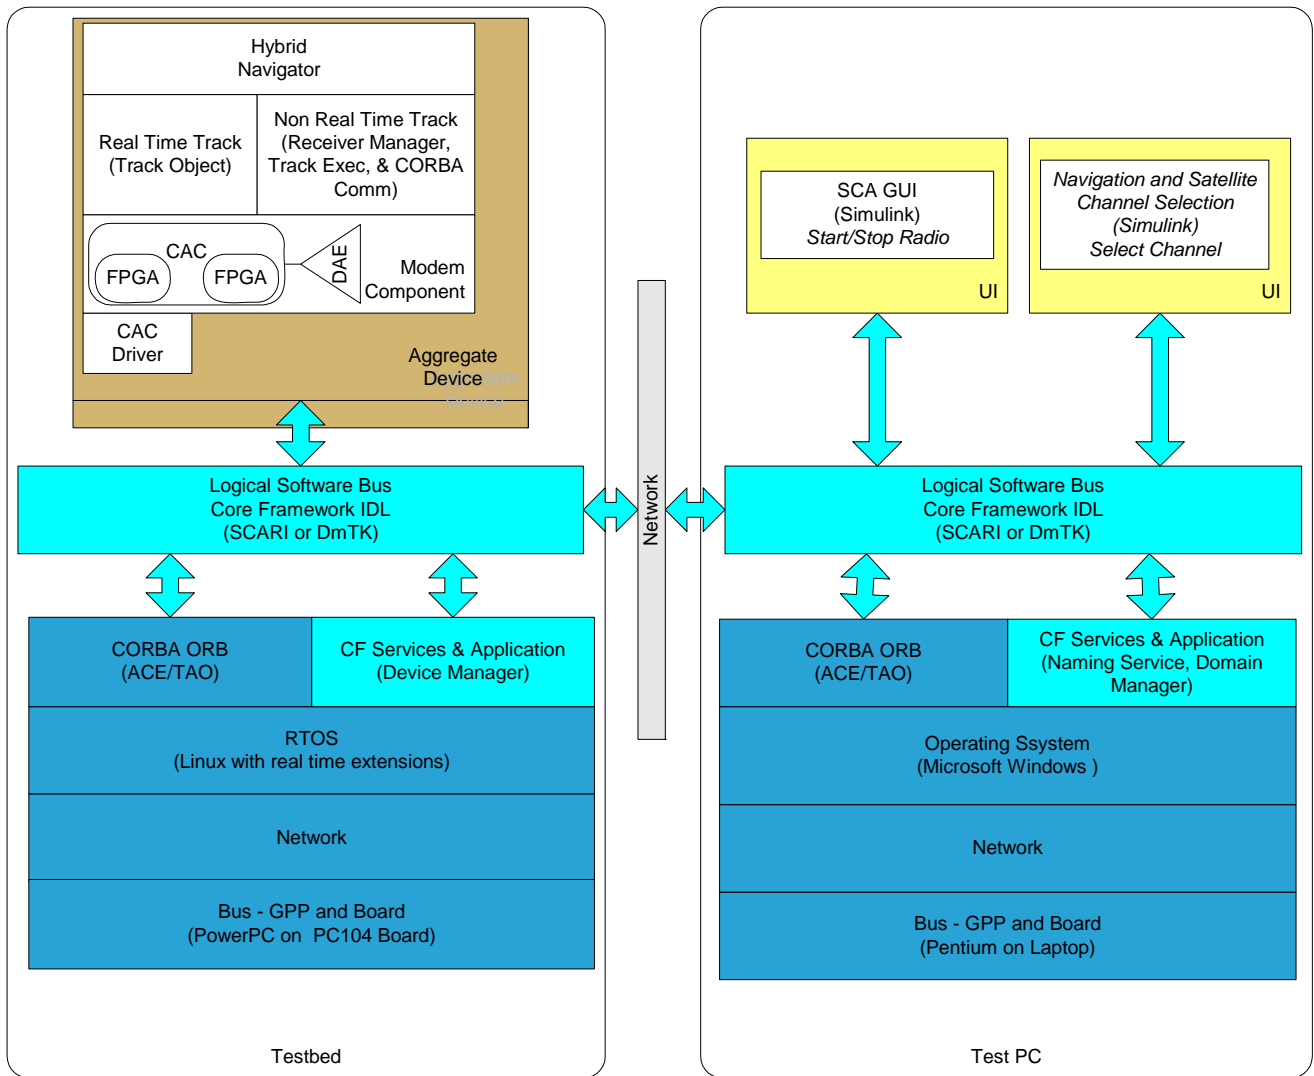 Hybrid
Navigator
Real Time Track
(Track Object)
Non Real Time Track
(Receiver Manager,
Track Exec, & CORBA
Comm)
CAC
FPGA
FPGA
DAE
Modem
Component
CAC
Driver
Aggregate
Device
Aggregate
Device
Logical Software Bus
Core Framework IDL
(SCARI or DmTK)
CORBA ORB
(ACE/TAO)
CF Services & Application
(Device Manager)
RTOS
(Linux with real time extensions)
Network
Bus - GPP and Board
(PowerPC on PC104 Board)
Testbed
Network
SCA GUI
(Simulink)
Start/Stop Radio
UI
Navigation and Satellite
Channel Selection
(Simulink)
Select Channel
UI
Logical Software Bus
Core Framework IDL
(SCARI or DmTK)
CORBA ORB
(ACE/TAO)
CF Services & Application
(Naming Service, Domain
Manager)
Operating Ssystem
(Microsoft Windows )
Network
Bus - GPP and Board
(Pentium on Laptop)
Test PC